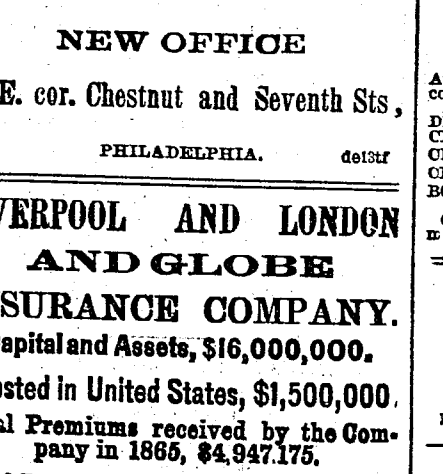 NEW OFFICE
E. cor. Chestnut and Seventh Sts,
PHILADELPHIA. de13tf
VERPOOL AND LONDON
AND GLOBE
SURANCE COMPANY.
apital and Assets, $16,000,000.
ested in United States, $1,500,000.
al Premiums received by the Com-
pany in 1865, $4,947.175.